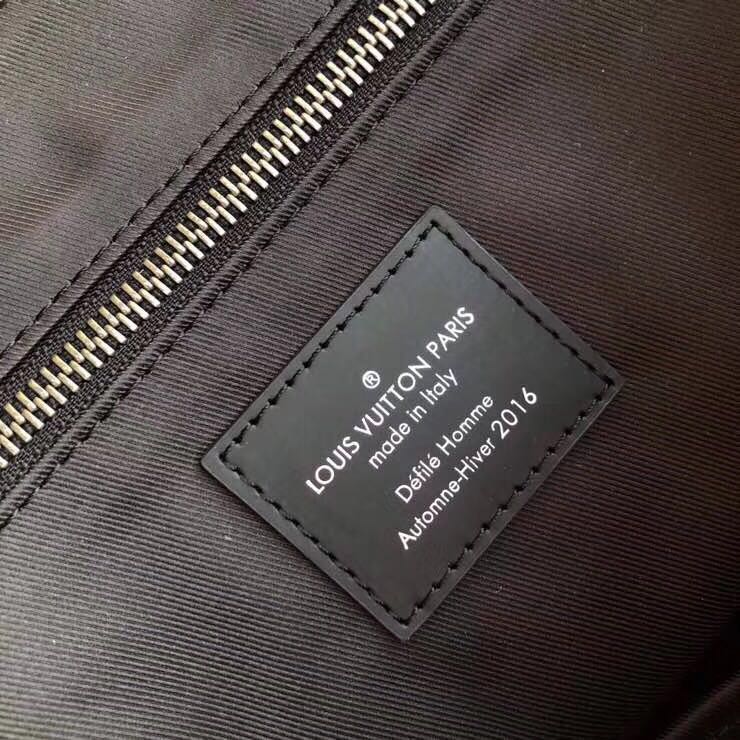 ®
LOUIS VUITTON PARIS
made in Italy
Défilé Homme
Automne-Hiver 2016